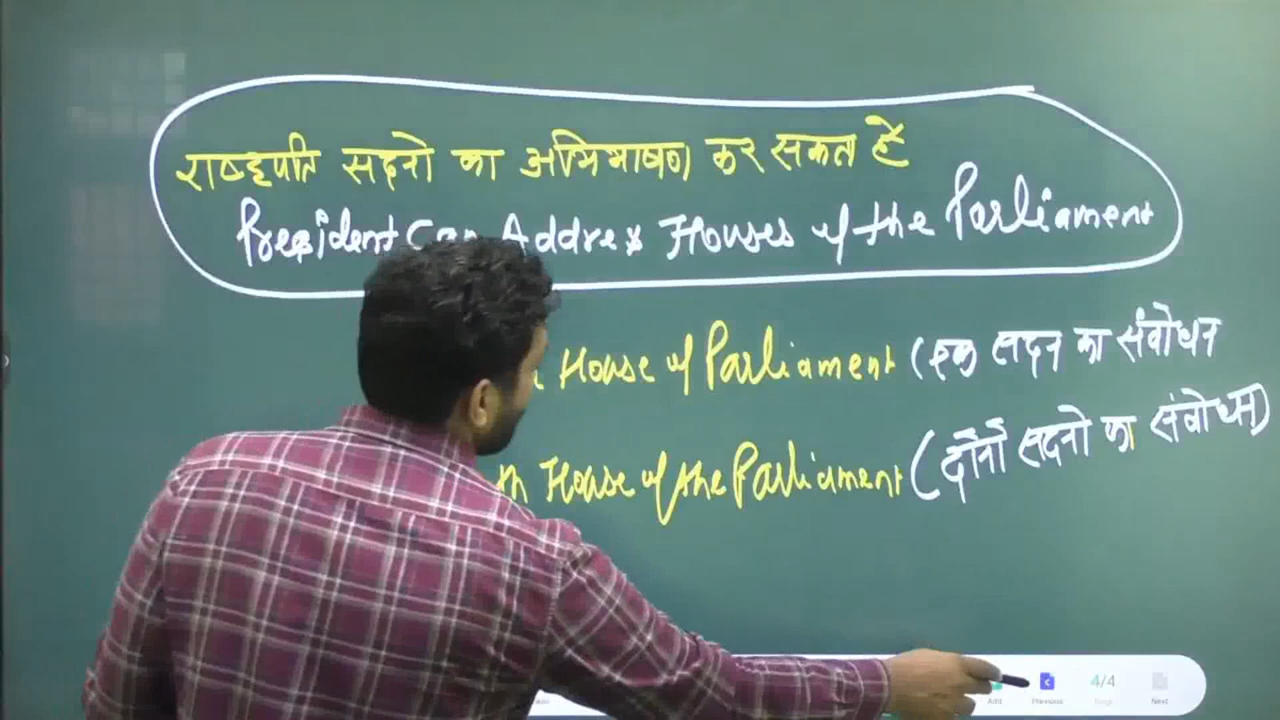 राष्ट्रपति सदनो का अभिभाषण कर सकता है
President Can Address Houses of the Parliament
House of Parliament (एक सदन का संबोधन
House of the Parliament (दोनों सदनो का संबोधन)
Add Previous 4/4 Next